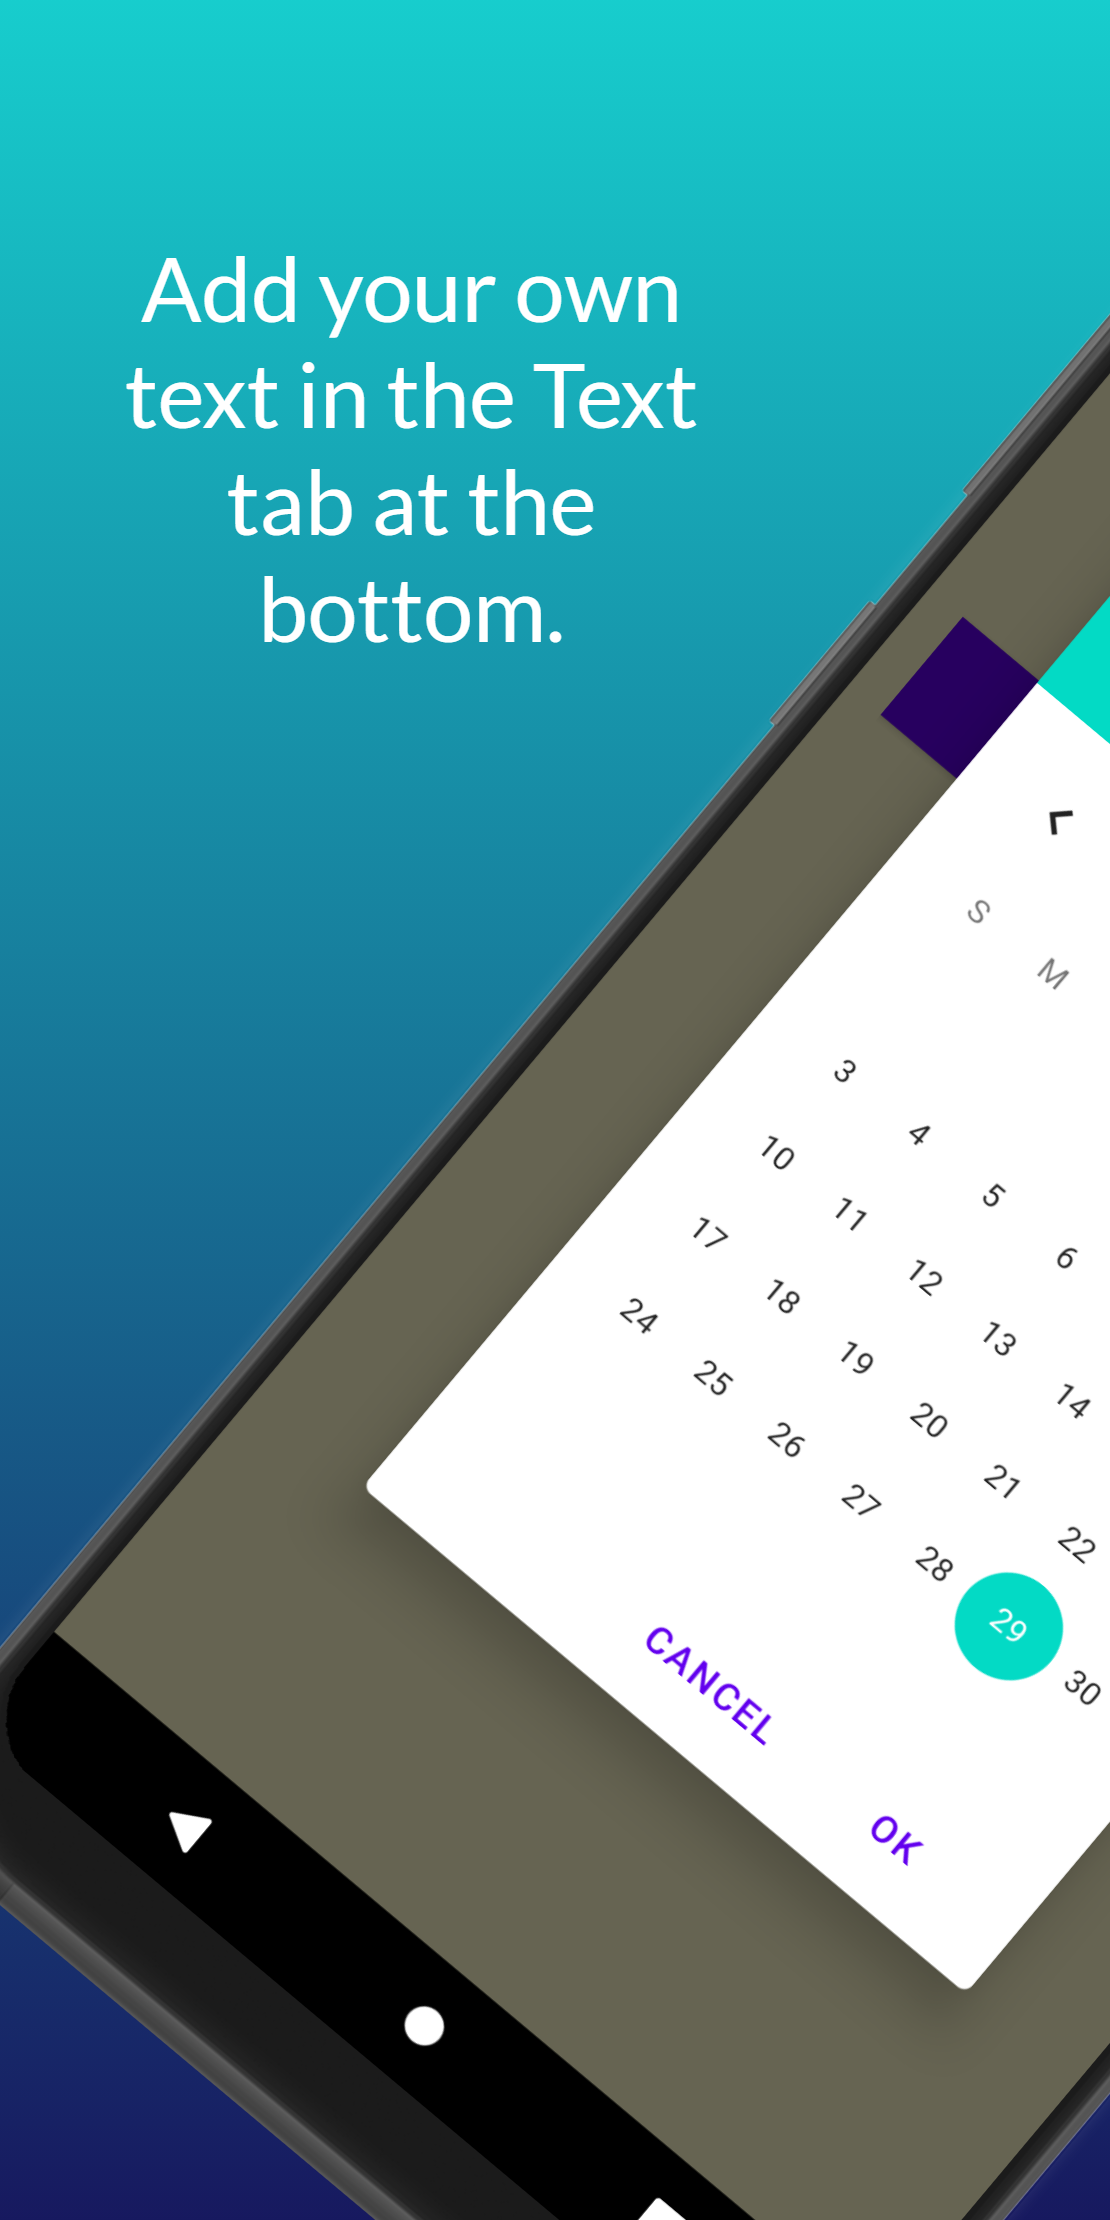 Add your own
text in the Text
tab at the
bottom.
S M
3 4 5 6
10 11 12 13 14
17 18 19 20 21 22
24 25 26 27 28 29 30
CANCEL OK